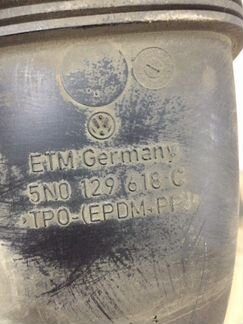 ETM Germany
5N0 129 618 C
>TPO-(EPDM+PP)<